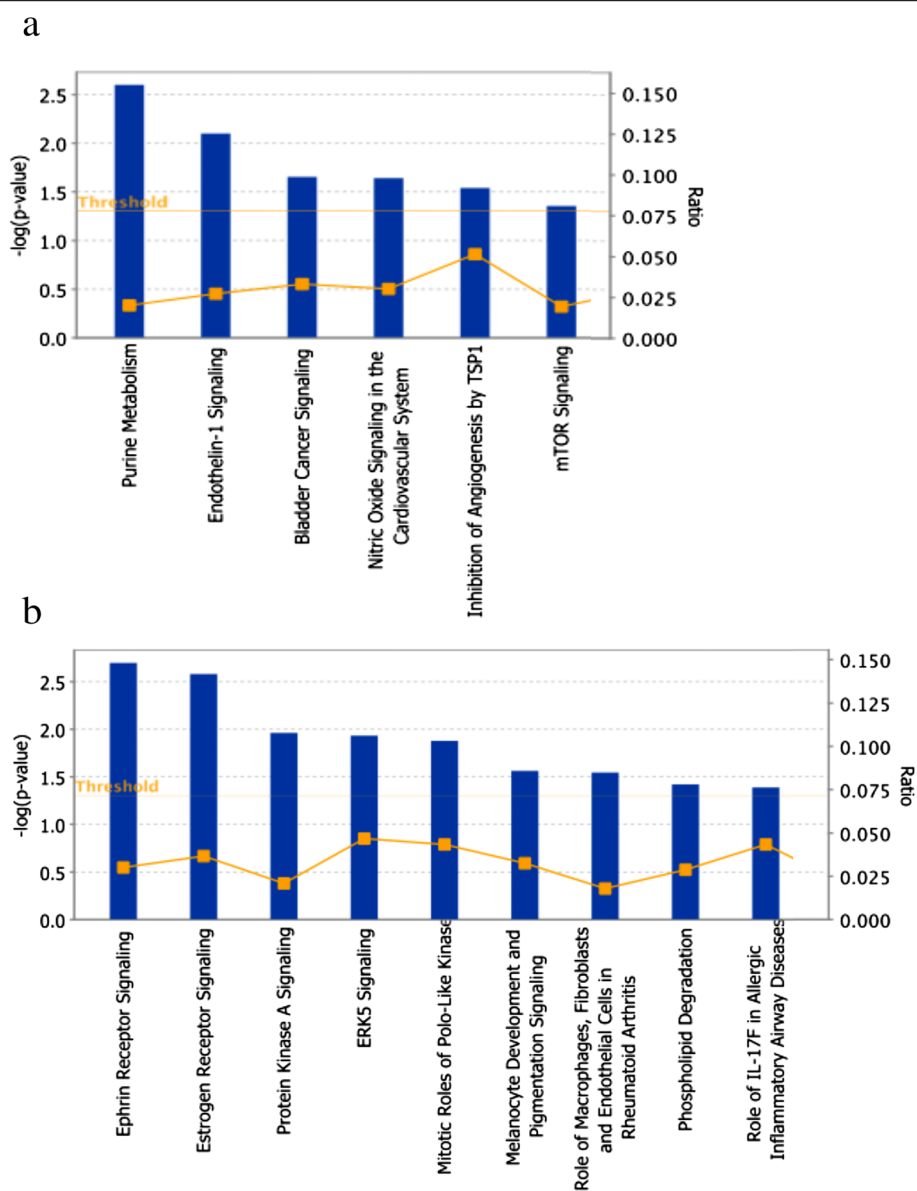 a
2.5
2.0
1.5
1.0
0.5
0.0
-log(p-value)
Threshold
0.150
0.125
0.100
0.075
0.050
0.025
0.000
Ratio
Purine Metabolism
Endothelin-1 Signaling
Bladder Cancer Signaling
Nitric Oxide Signaling in the
Cardiovascular System
Inhibition of Angiogenesis by TSP1
mTOR Signaling
b
2.5
2.0
1.5
1.0
0.5
0.0
-log(p-value)
Threshold
0.150
0.125
0.100
0.075
0.050
0.025
0.000
Ratio
Ephrin Receptor Signaling
Estrogen Receptor Signaling
Protein Kinase A Signaling
ERK5 Signaling
Mitotic Roles of Polo-Like Kinase
Melanocyte Development and
Pigmentation Signaling
Role of Macrophages, Fibroblasts
and Endothelial Cells in
Rheumatoid Arthritis
Phospholipid Degradation
Role of IL-17F in Allergic
Inflammatory Airway Diseases